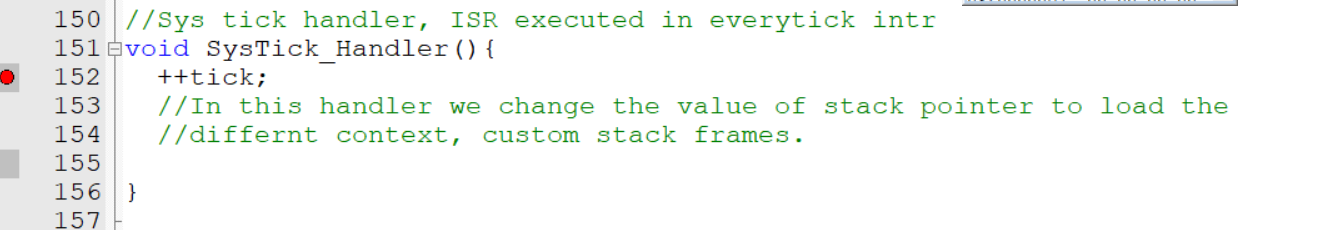 150 //Sys tick handler, ISR executed in everytick intr
151 void SysTick_Handler(){
152 ++tick;
153 //In this handler we change the value of stack pointer to load the
154 //differnt context, custom stack frames.
155
156 }
157